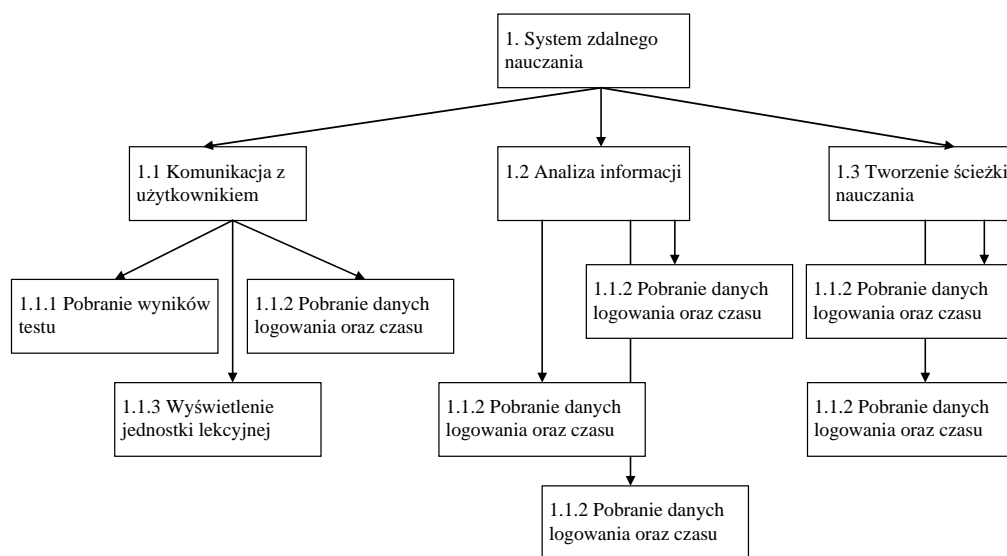 1. System zdalnego
nauczania
1.1 Komunikacja z
użytkownikiem
1.2 Analiza informacji
1.3 Tworzenie ścieżki
nauczania
1.1.1 Pobranie wyników
testu
1.1.2 Pobranie danych
logowania oraz czasu
1.1.2 Pobranie danych
logowania oraz czasu
1.1.2 Pobranie danych
logowania oraz czasu
1.1.3 Wyświetlenie
jednostki lekcyjnej
1.1.2 Pobranie danych
logowania oraz czasu
1.1.2 Pobranie danych
logowania oraz czasu
1.1.2 Pobranie danych
logowania oraz czasu